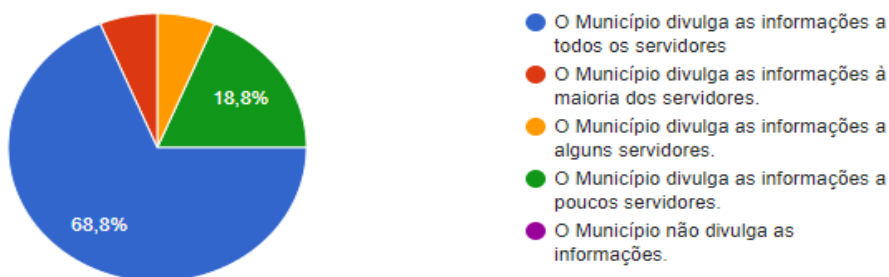 18,8%
68,8%
O Município divulga as informações a
todos os servidores
O Município divulga as informações à
maioria dos servidores.
O Município divulga as informações a
alguns servidores.
O Município divulga as informações a
poucos servidores.
O Município não divulga as
informações.